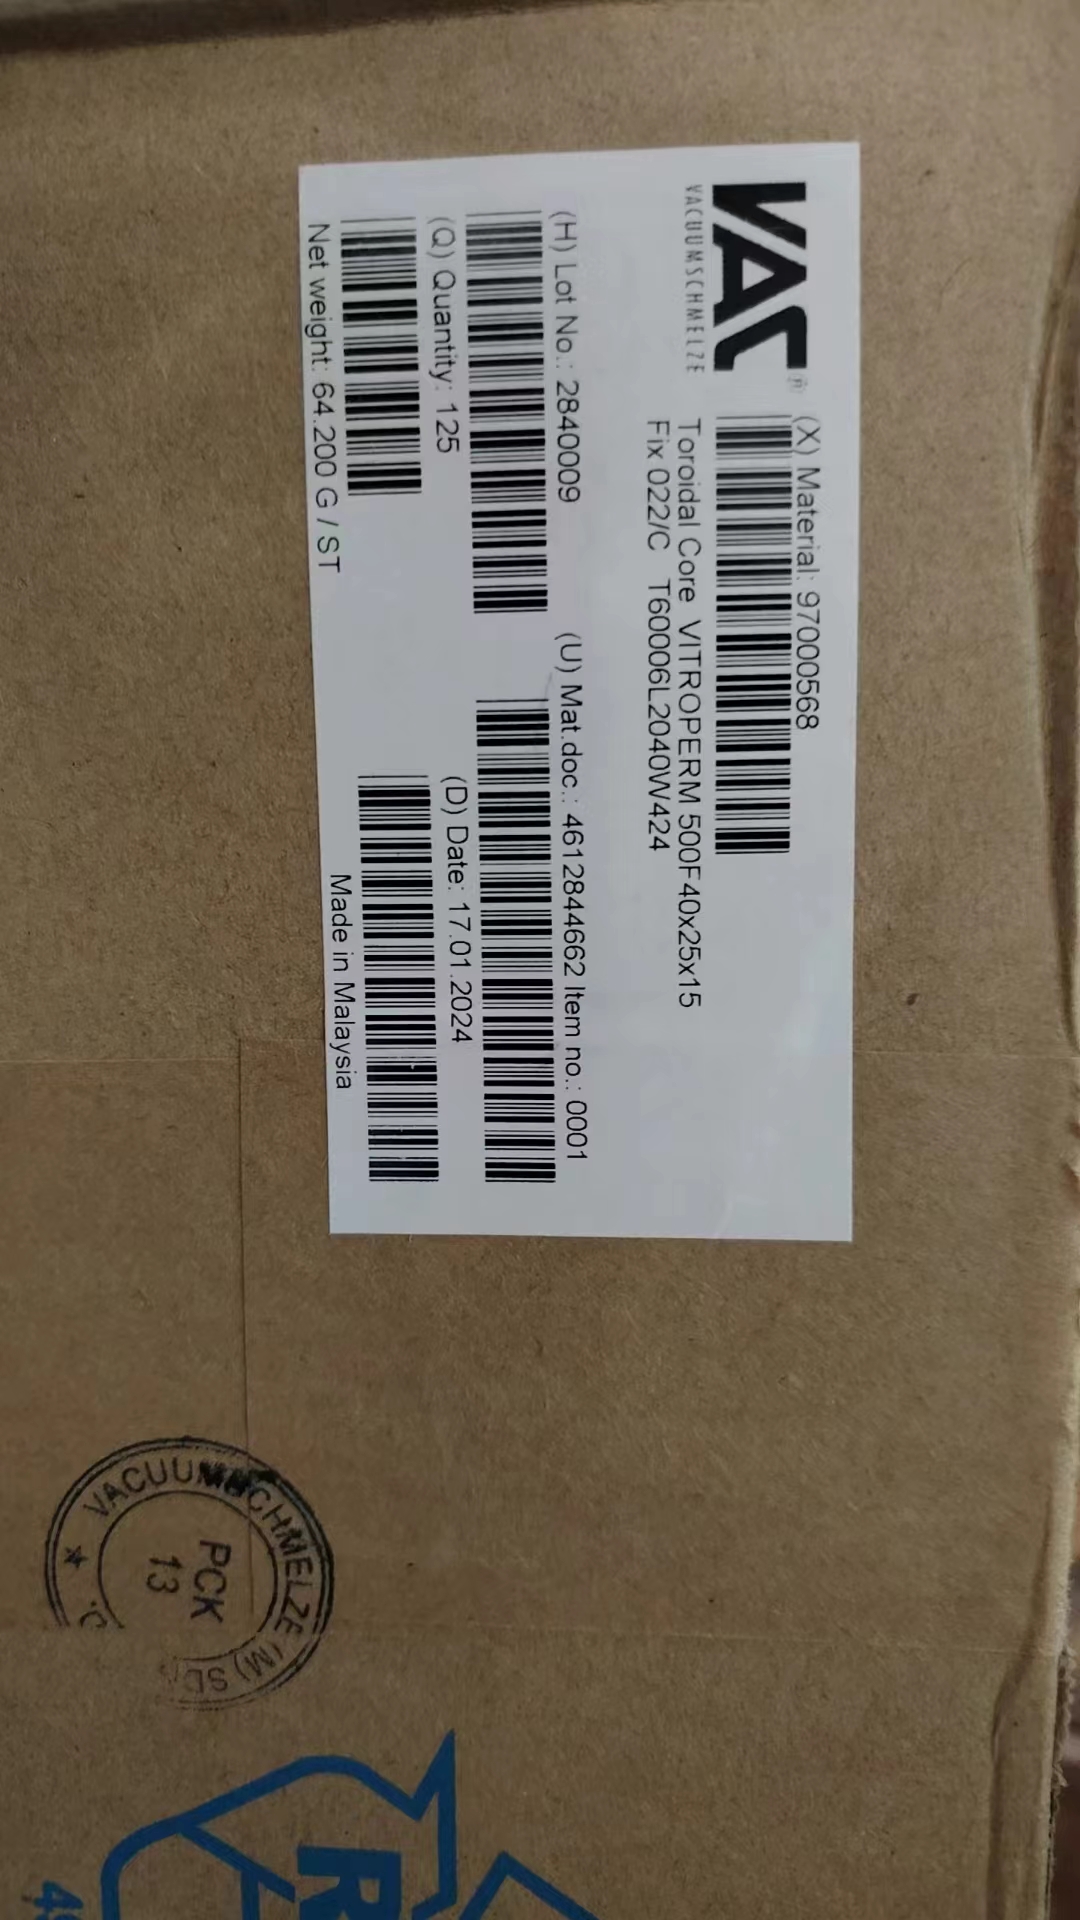 VAC ®
VACUUMSCHMELZE
(X) Material: 97000568
Toroidal Core VITROPERM 500F 40x25x15
Fix 022/C T60006L2040W424
(H) Lot No.: 2840009
(U) Mat.doc.: 4612844662 Item no.: 0001
(Q) Quantity: 125
(D) Date: 17.01.2024
Net weight: 64.200 G / ST
Made in Malaysia
VACUUMSCHMELZE (M) SD
PCK
13
R